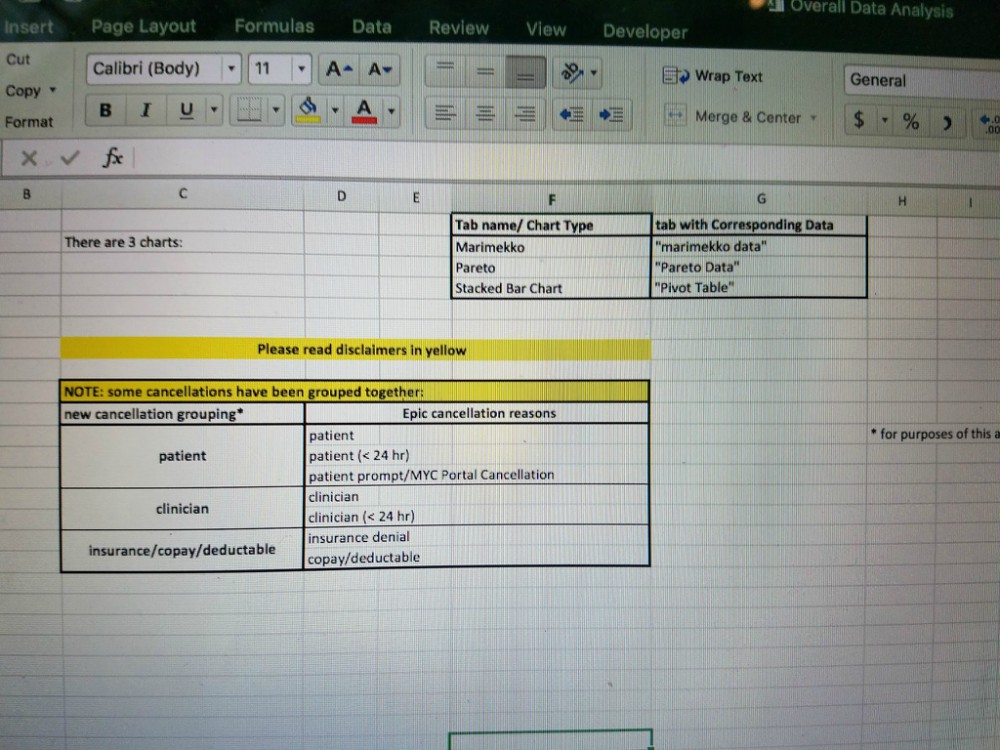 Overall Data Analysis
Insert Page Layout Formulas Data Review View Developer
Cut
Copy
Format
Calibri (Body) 11 A A
B I U A
Wrap Text
Merge & Center
General
$ % )
.00
fx
B C D E F G H I
There are 3 charts:
Tab name/ Chart Type tab with Corresponding Data
Marimekko "marimekko data"
Pareto "Pareto Data"
Stacked Bar Chart "Pivot Table"
Please read disclaimers in yellow
NOTE: some cancellations have been grouped together:
new cancellation grouping* Epic cancellation reasons
patient
patient
patient (< 24 hr)
patient prompt/MYC Portal Cancellation
clinician
clinician
clinician (< 24 hr)
insurance/copay/deductable
insurance denial
copay/deductable
* for purposes of this a